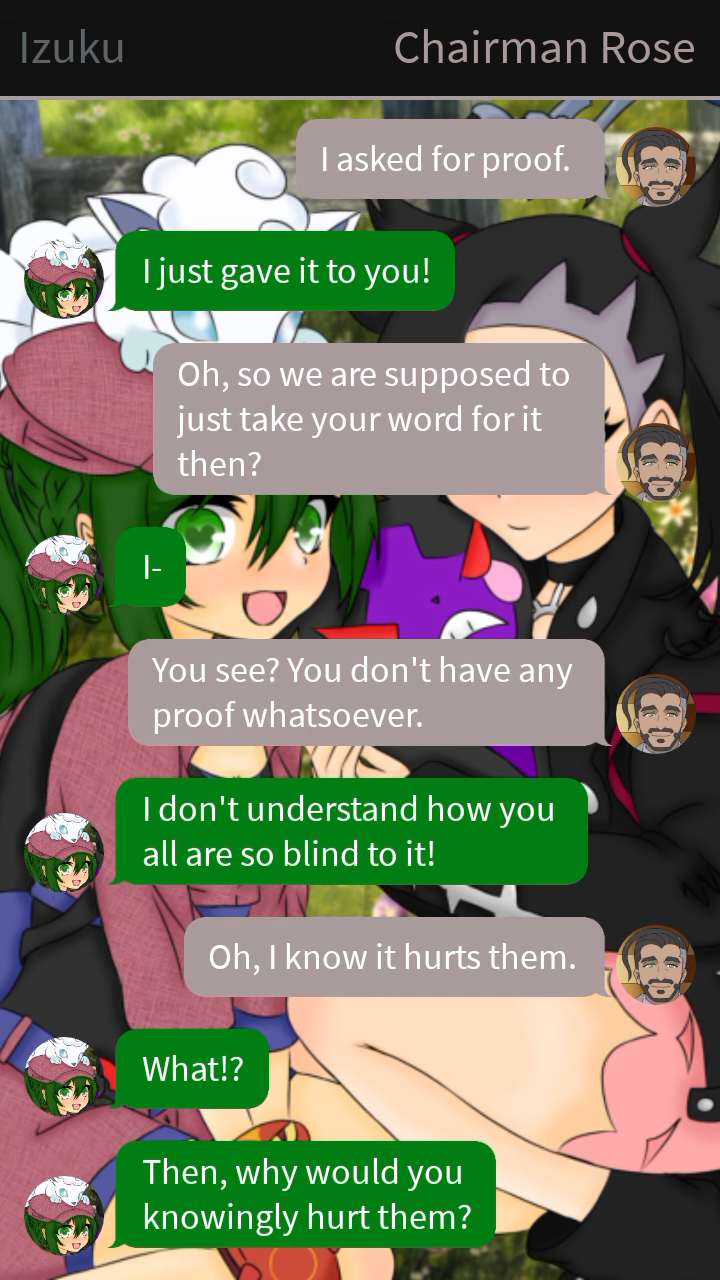 Izuku
Chairman Rose
I asked for proof.
I just gave it to you!
Oh, so we are supposed to
just take your word for it
then?
I-
You see? You don't have any
proof whatsoever.
I don't understand how you
all are so blind to it!
Oh, I know it hurts them.
What!?
Then, why would you
knowingly hurt them?